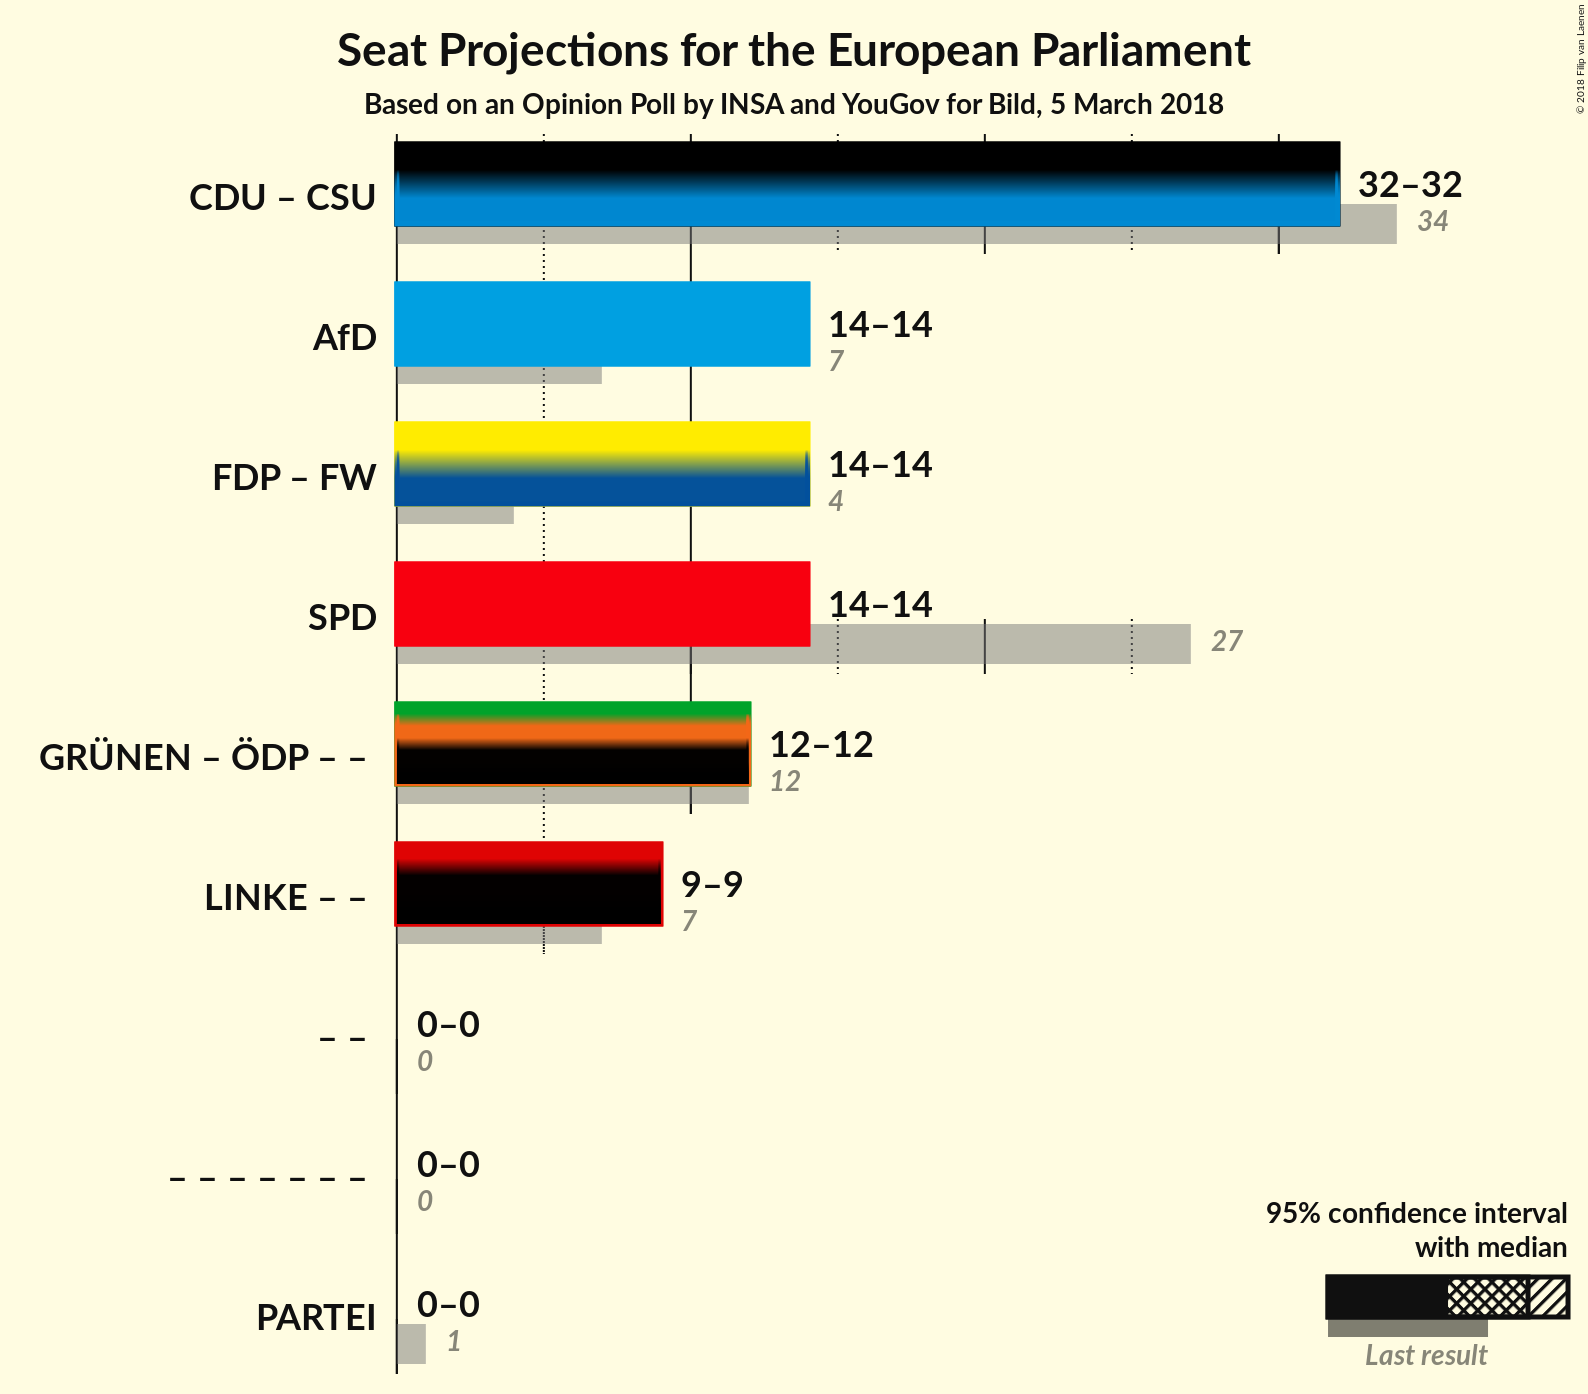 Seat Projections for the European Parliament
Based on an Opinion Poll by INSA and YouGov for Bild, 5 March 2018
© 2018 Filip van Laenen
CDU – CSU
32–32
34
AfD
14–14
7
FDP – FW
14–14
4
SPD
14–14
27
GRÜNEN – ÖDP – –
12–12
12
LINKE – –
9–9
7
– –
0–0
0
– – – – – – –
0–0
0
PARTEI
0–0
1
95% confidence interval
with median
Last result